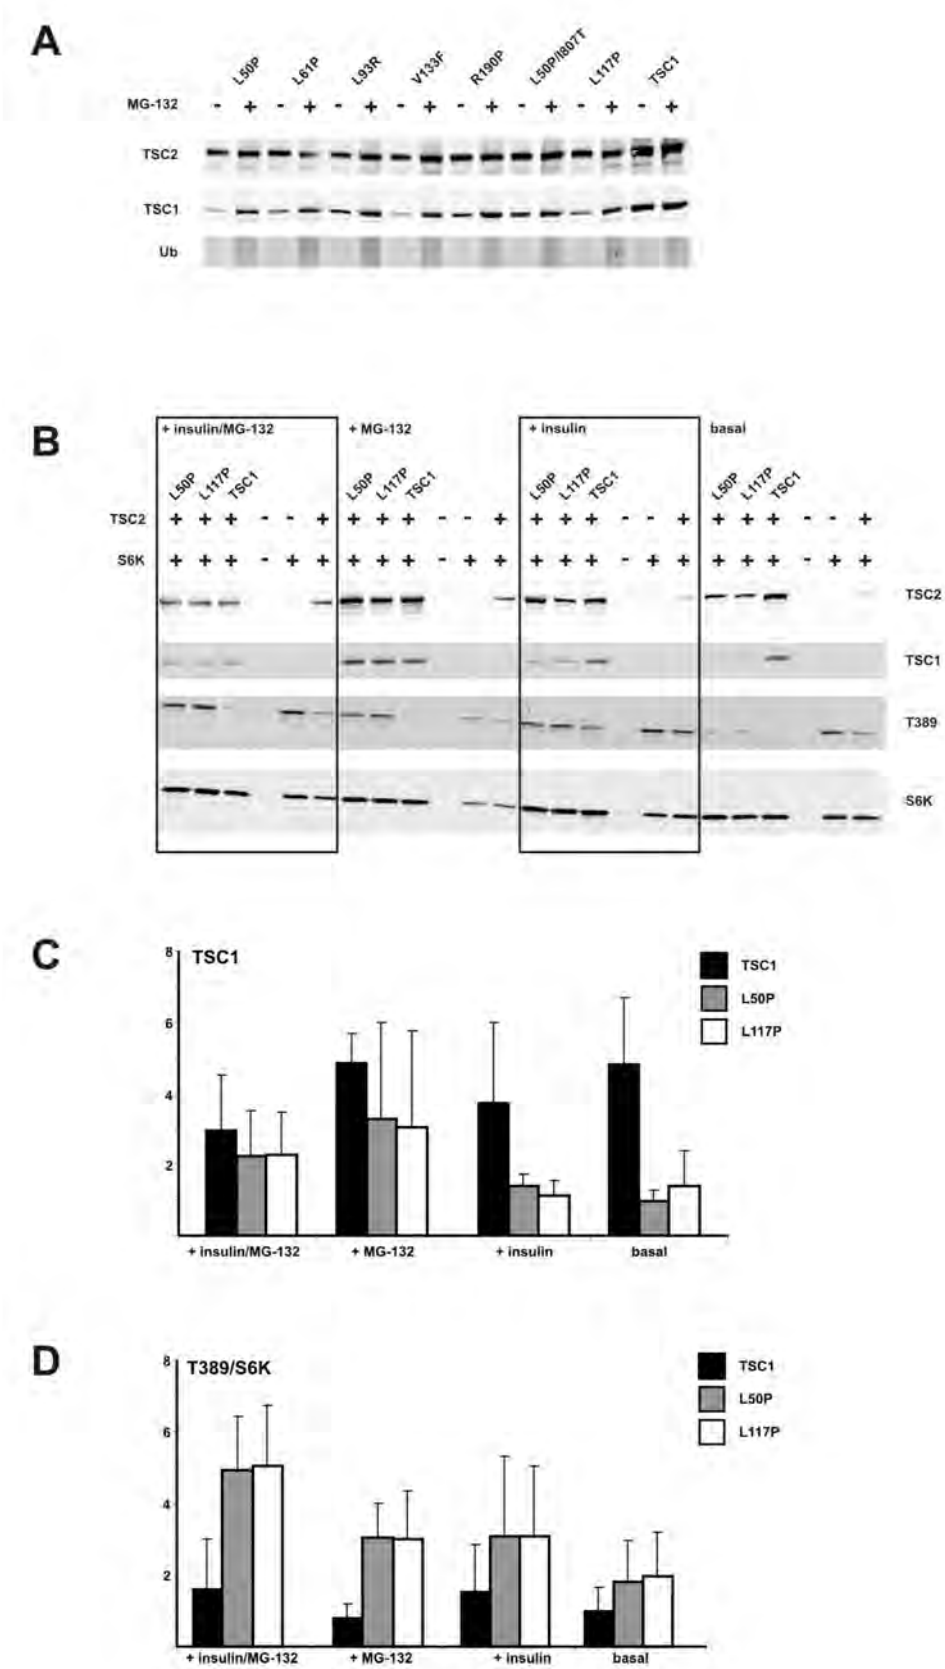 A
L50P L61P L93R V133F R190P L50P/I807T L117P TSC1
MG-132 - + - + - + - + - + - + - + - +
TSC2
TSC1
Ub
B
+ insulin/MG-132 + MG-132 + insulin basal
L50P L117P TSC1 L50P L117P TSC1 L50P L117P TSC1 L50P L117P TSC1
TSC2 + + + - - + + + + - - + + + + - - + + + + - - +
S6K + + + - + + + + + - + + + + + - + + + + + - + +
TSC2
TSC1
T389
S6K
C
8 TSC1
6
4
2
TSC1
L50P
L117P
+ insulin/MG-132 + MG-132 + insulin basal
D
8 T389/S6K
6
4
2
TSC1
L50P
L117P
+ insulin/MG-132 + MG-132 + insulin basal